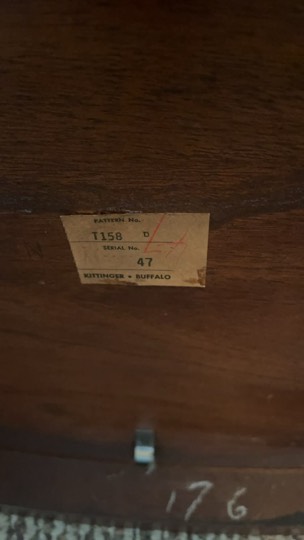 PATTERN No.
T158 D
SERIAL No.
47
KITTINGER • BUFFALO
176